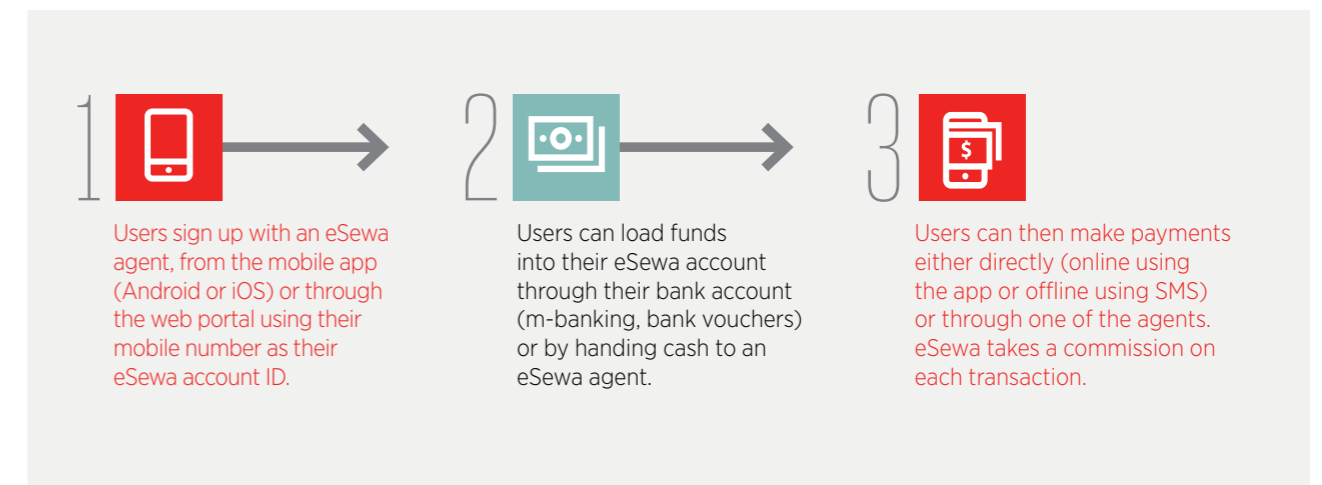 1
Users sign up with an eSewa
agent, from the mobile app
(Android or iOS) or through
the web portal using their
mobile number as their
eSewa account ID.
2
Users can load funds
into their eSewa account
through their bank account
(m-banking, bank vouchers)
or by handing cash to an
eSewa agent.
3
$
Users can then make payments
either directly (online using
the app or offline using SMS)
or through one of the agents.
eSewa takes a commission on
each transaction.